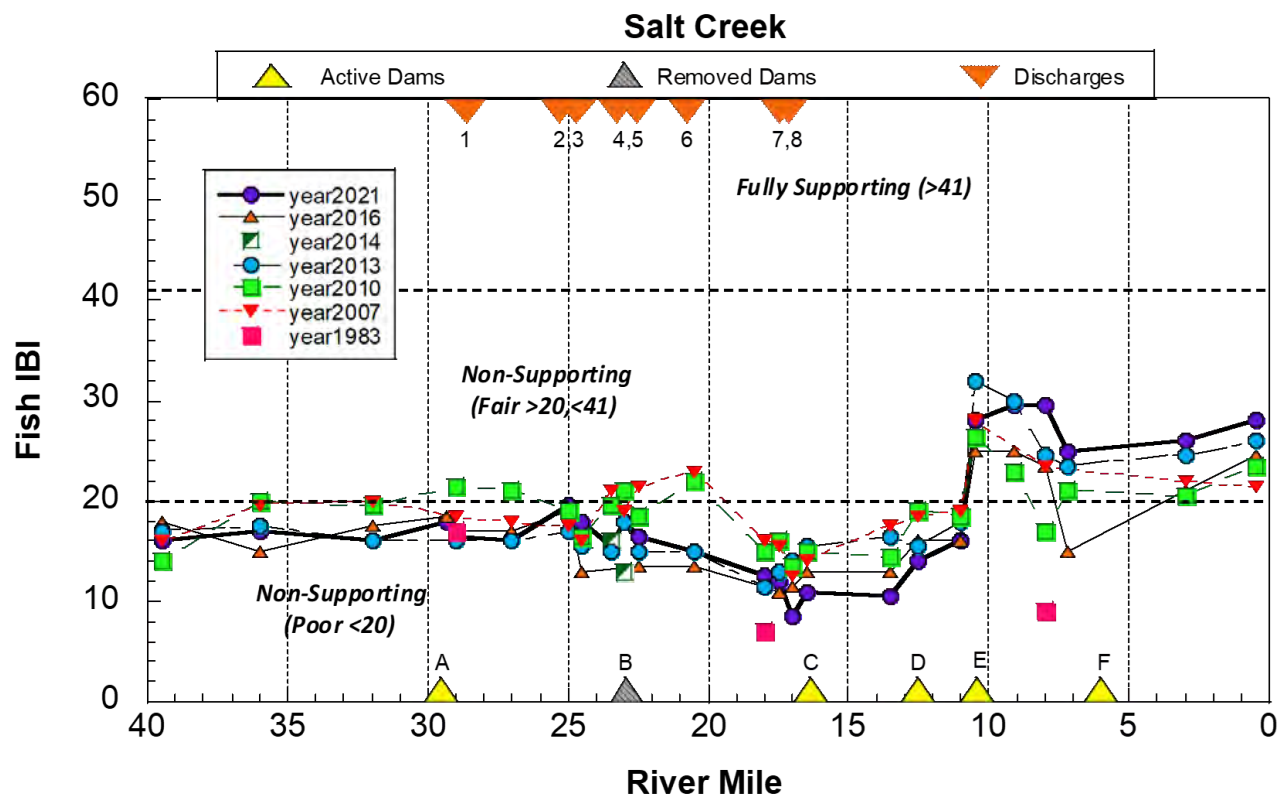 Salt Creek
Active Dams Removed Dams Discharges
60
50
40
30
20
10
0
1 2,3 4,5 6 7,8
Fully Supporting (>41)
year2021
year2016
year2014
year2013
year2010
year2007
year1983
Non-Supporting
(Fair >20,<41)
Non-Supporting
(Poor <20)
A B C D E F
40 35 30 25 20 15 10 5 0
Fish IBI
River Mile